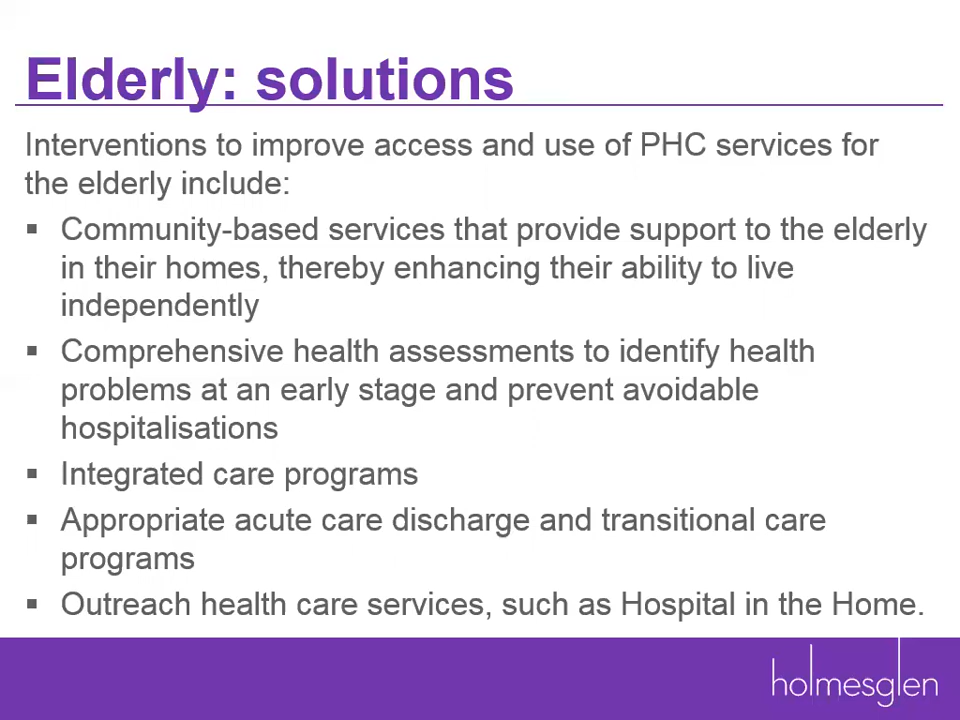 Elderly: solutions
Interventions to improve access and use of PHC services for
the elderly include:
▪ Community-based services that provide support to the elderly
in their homes, thereby enhancing their ability to live
independently
▪ Comprehensive health assessments to identify health
problems at an early stage and prevent avoidable
hospitalisations
▪ Integrated care programs
▪ Appropriate acute care discharge and transitional care
programs
▪ Outreach health care services, such as Hospital in the Home.
holmesglen